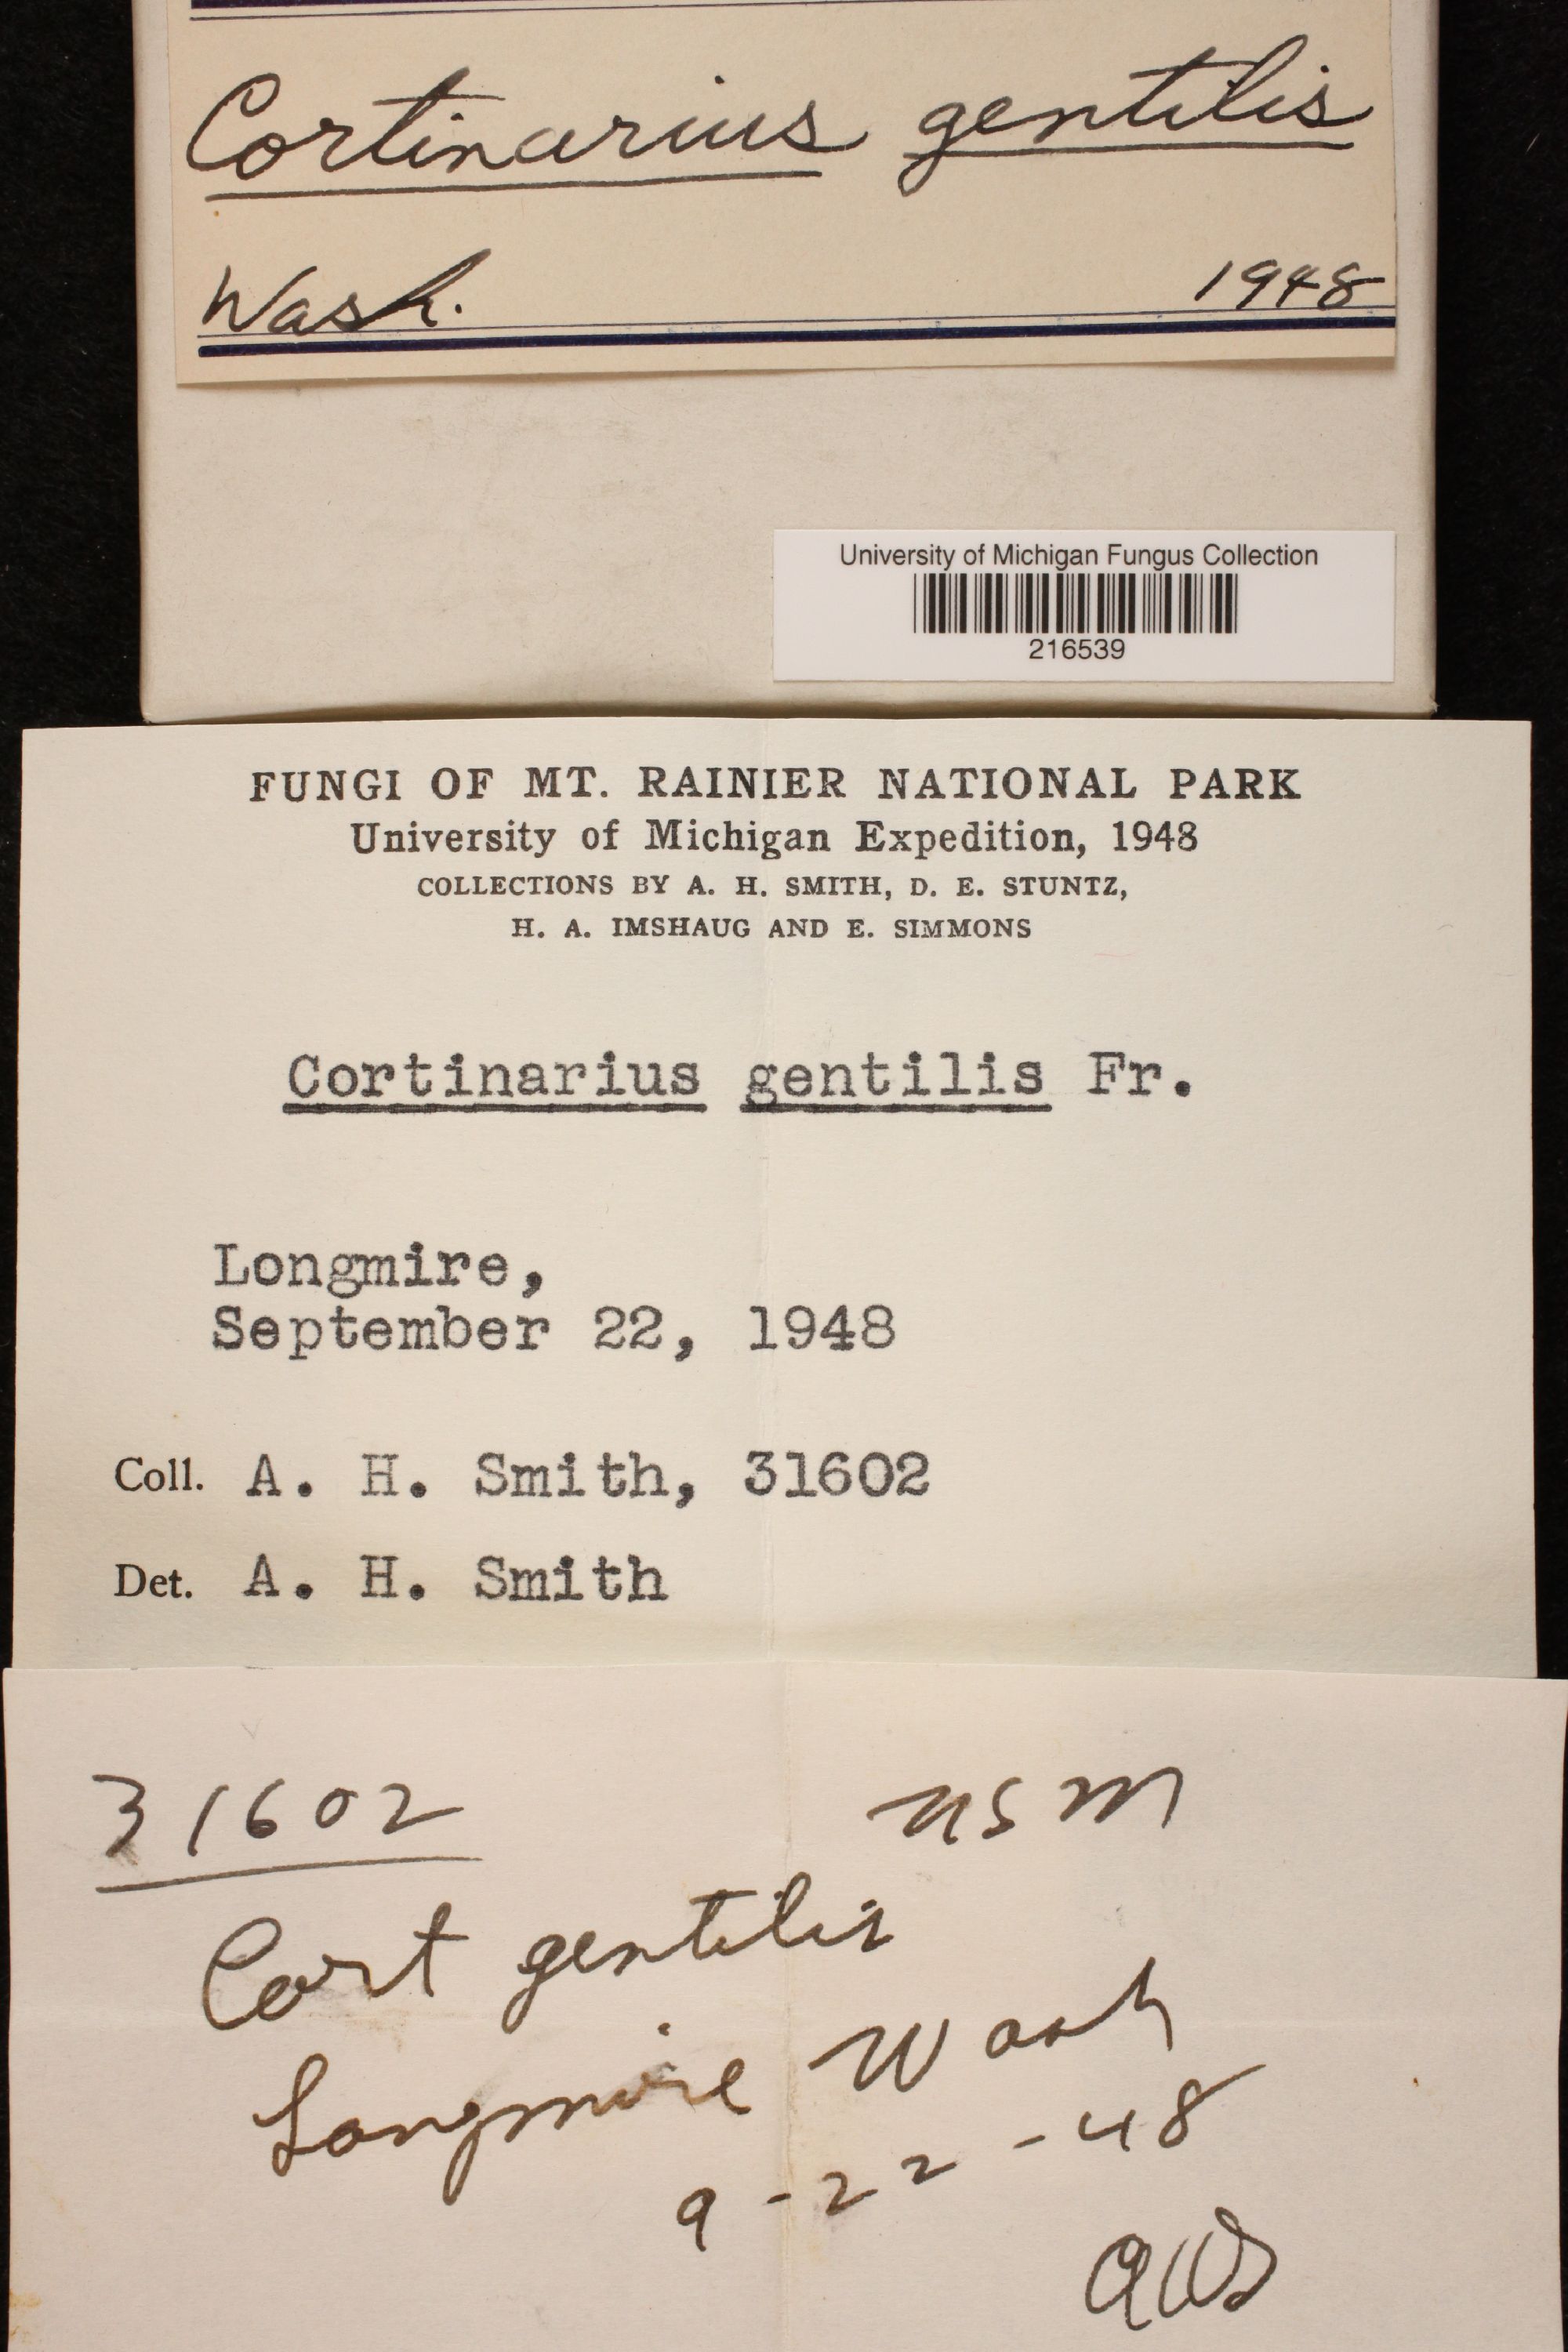 Cortinarius gentilis
Wash. 1948
University of Michigan Fungus Collection
216539
FUNGI OF MT. RAINIER NATIONAL PARK
University of Michigan Expedition, 1948
COLLECTIONS BY A. H. SMITH, D. E. STUNTZ,
H. A. IMSHAUG AND E. SIMMONS
Cortinarius gentilis Fr.
Longmire,
September 22, 1948
Coll. A. H. Smith, 31602
Det. A. H. Smith
31602
Cort gentilis
Longmire Wash
9-22-48